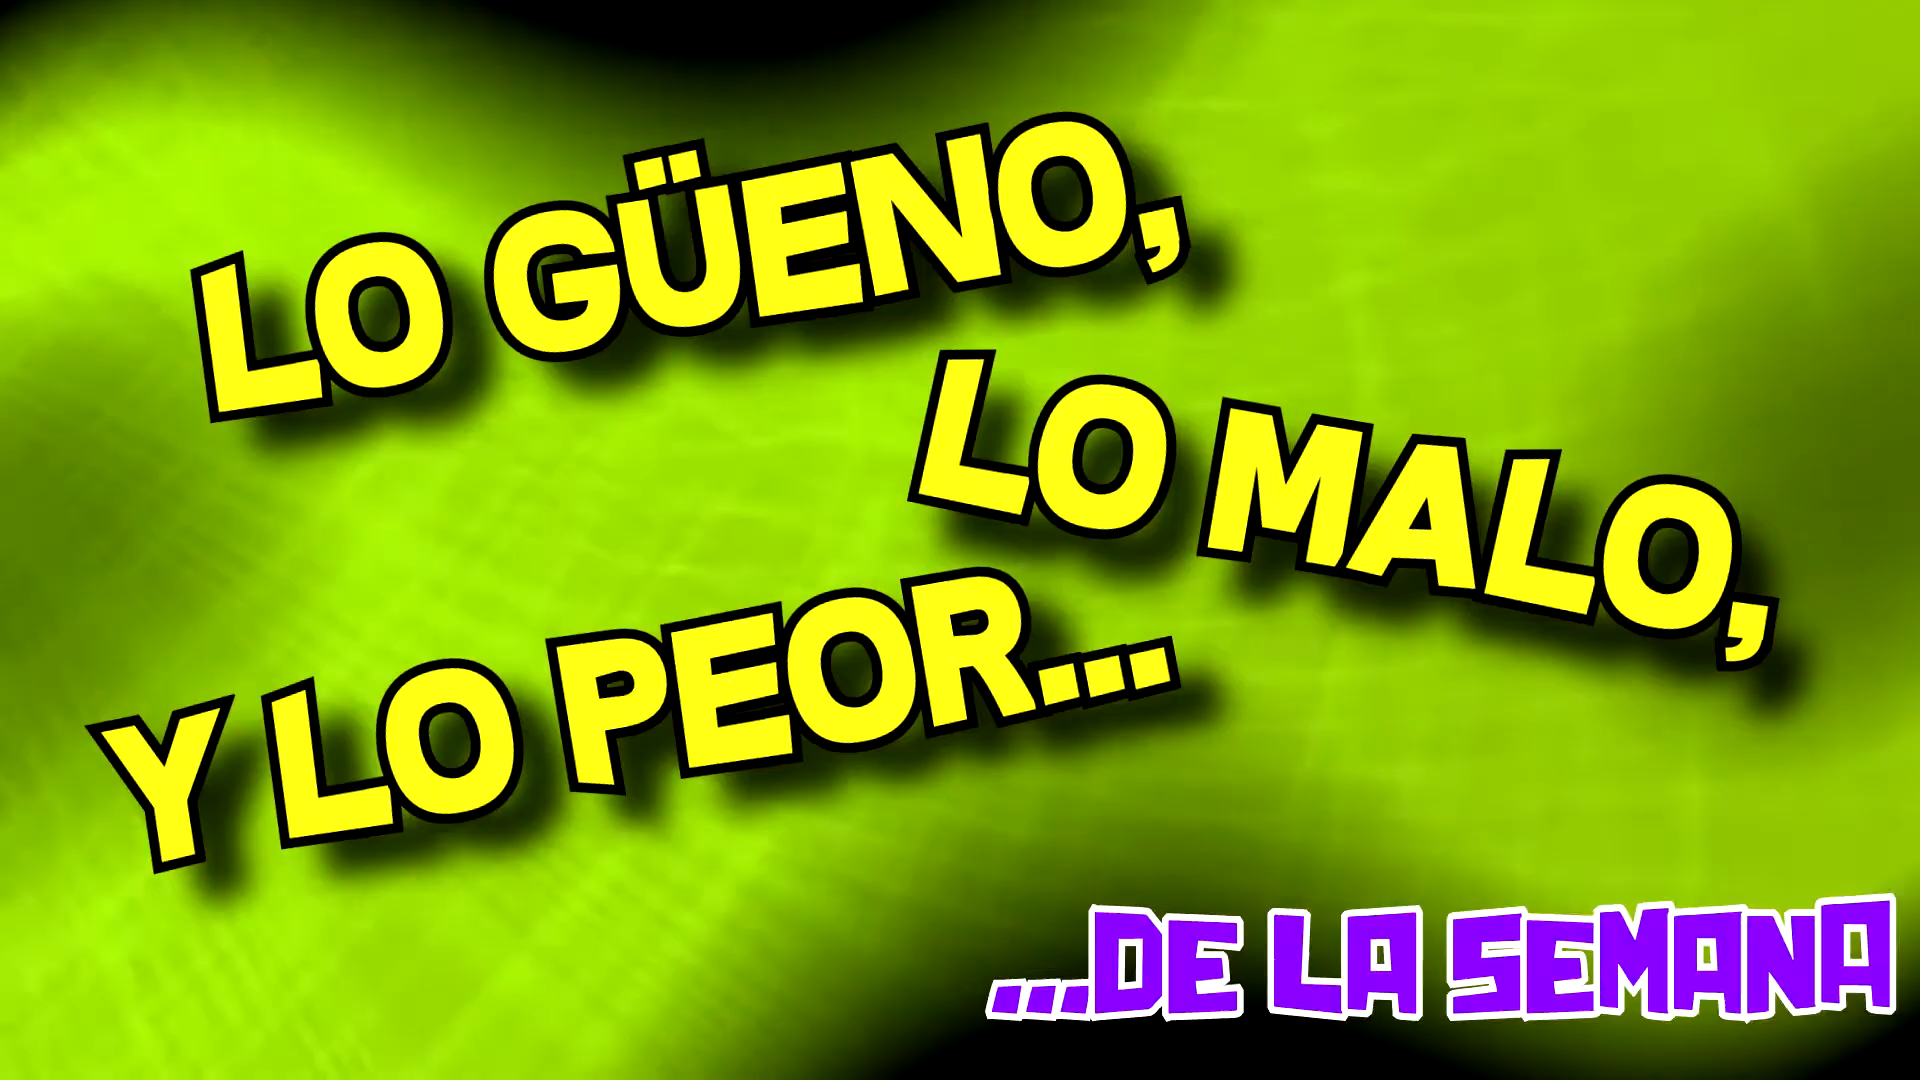 LO GÜENO,
LO MALO,
Y LO PEOR...
...DE LA SEMANA